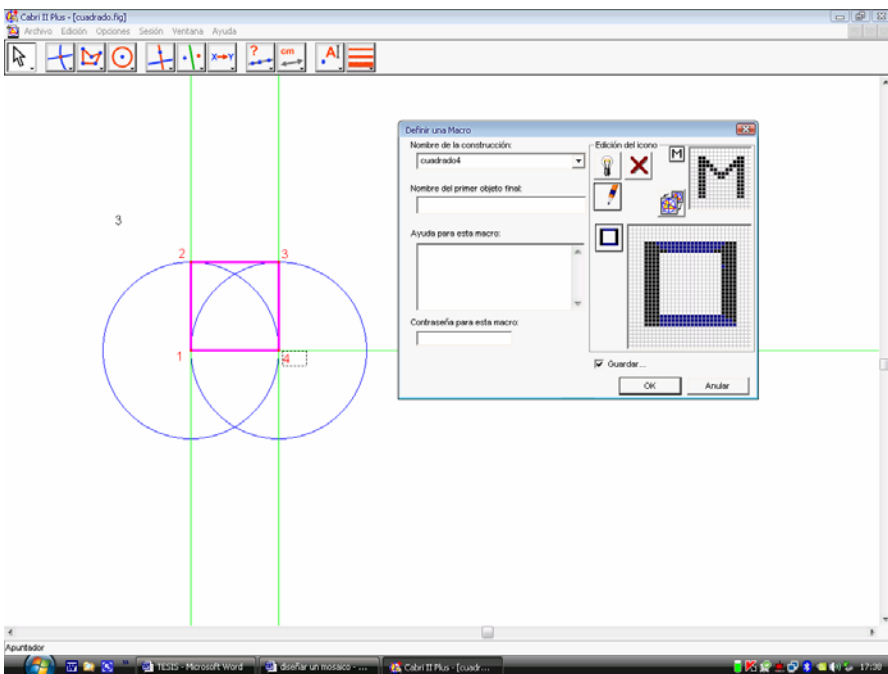 Cabri II Plus - [cuadrado.fig]
Archivo Edición Opciones Sesión Ventana Ayuda
? cm A
X→Y
Definir una Macro
Nombre de la construcción:
cuadrado4
Edición del icono
M
Nombre del primer objeto final:
Ayuda para esta macro:
Contraseña para esta macro:
Guardar...
OK Anular
3
2 3
1 4
Apuntador
TESIS - Microsoft Word diseñar un mosaico - ... Cabri II Plus - [cuadr... 17:38